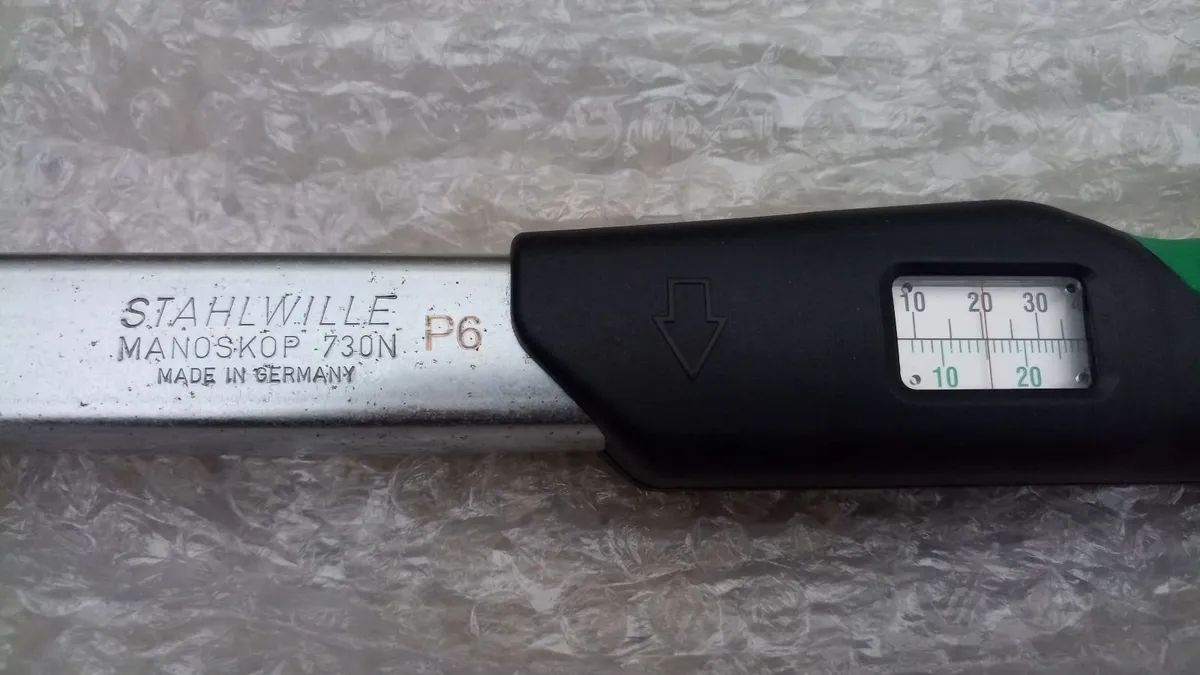 STAHLWILLE
MANOSKOP 730N P6
MADE IN GERMANY
10 20 30
10 20